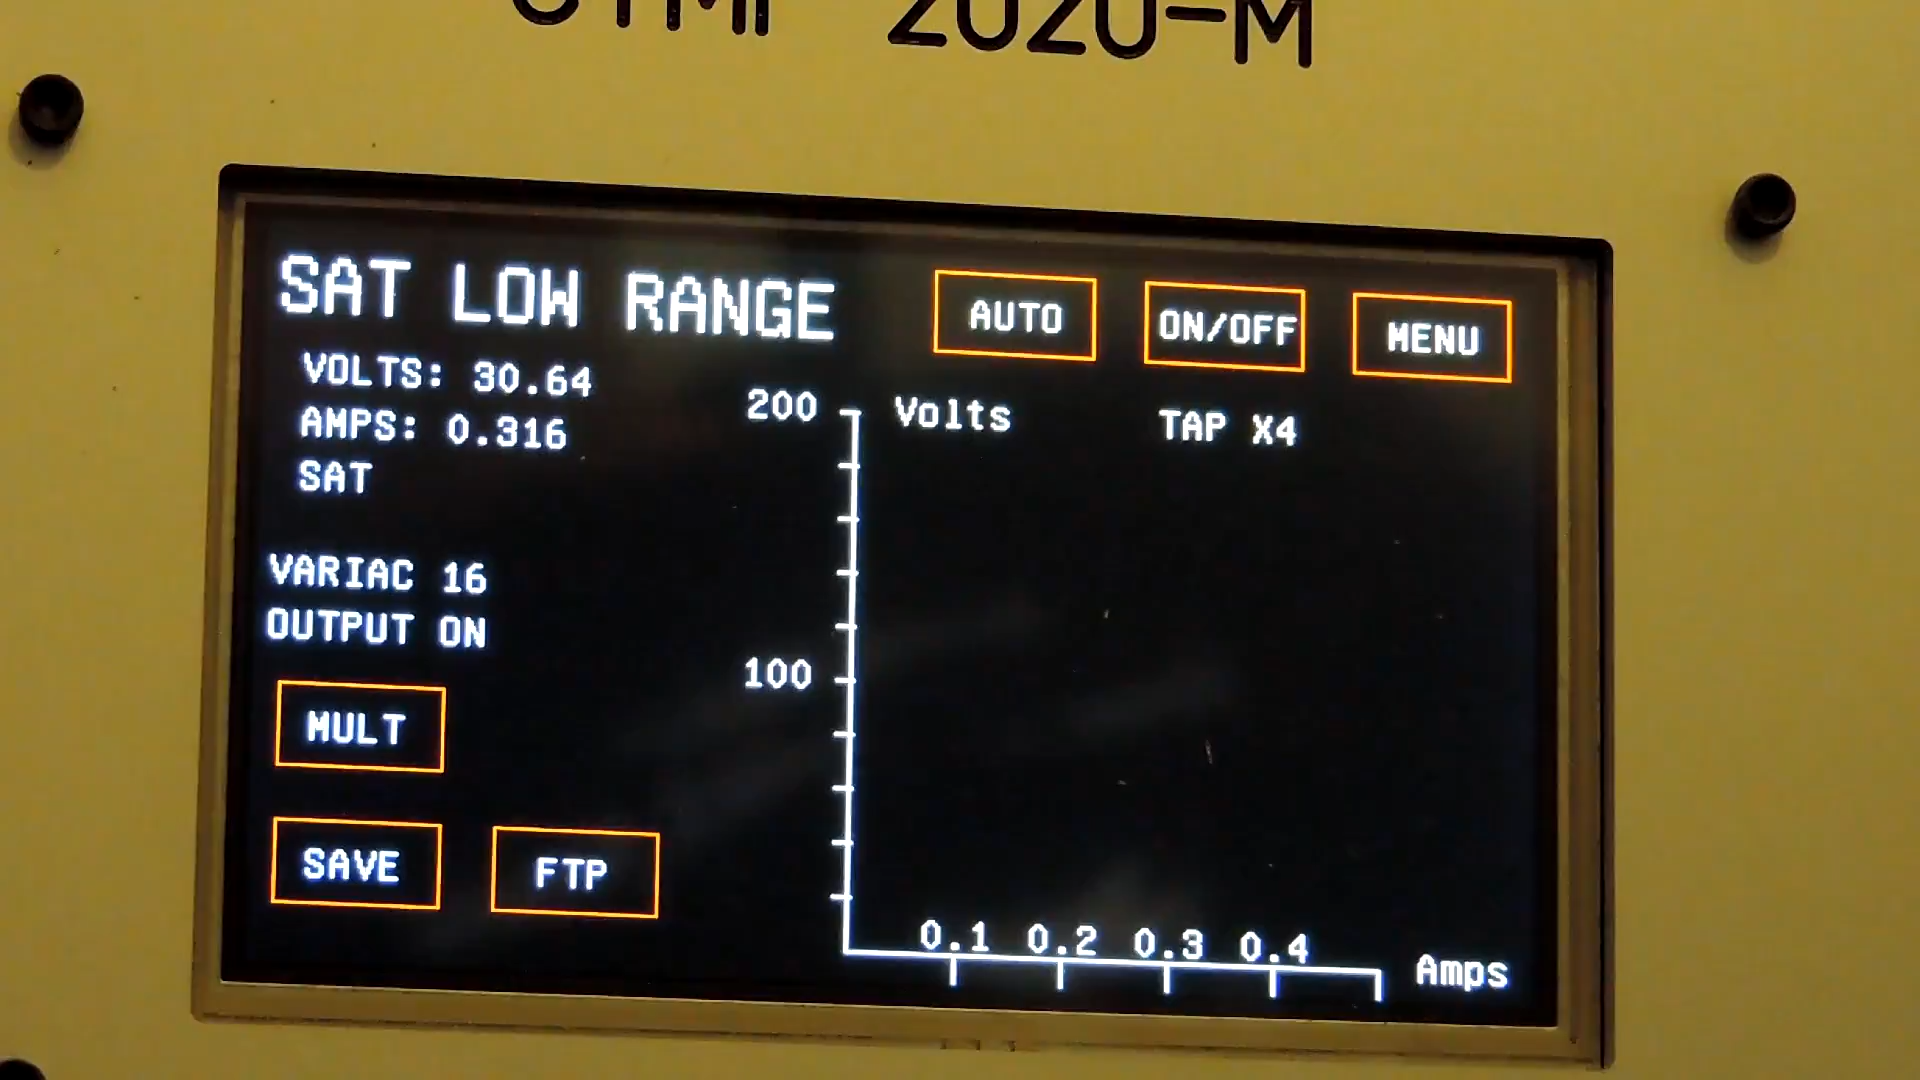 2020-M
SAT LOW RANGE
AUTO
ON/OFF
MENU
VOLTS: 30.64
AMPS: 0.316
SAT
200
Volts
TAP X4
VARIAC 16
OUTPUT ON
100
MULT
SAVE
FTP
0.1 0.2 0.3 0.4
Amps